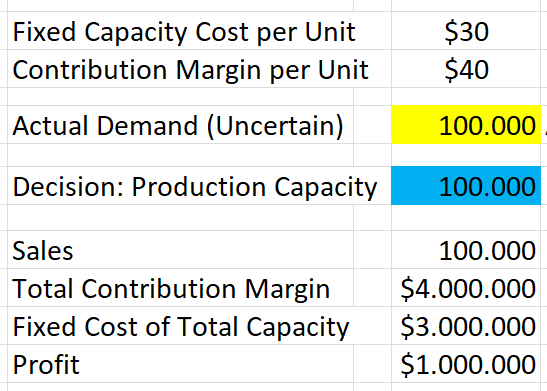 Fixed Capacity Cost per Unit $30
Contribution Margin per Unit $40
Actual Demand (Uncertain) 100.000
Decision: Production Capacity 100.000
Sales 100.000
Total Contribution Margin $4.000.000
Fixed Cost of Total Capacity $3.000.000
Profit $1.000.000